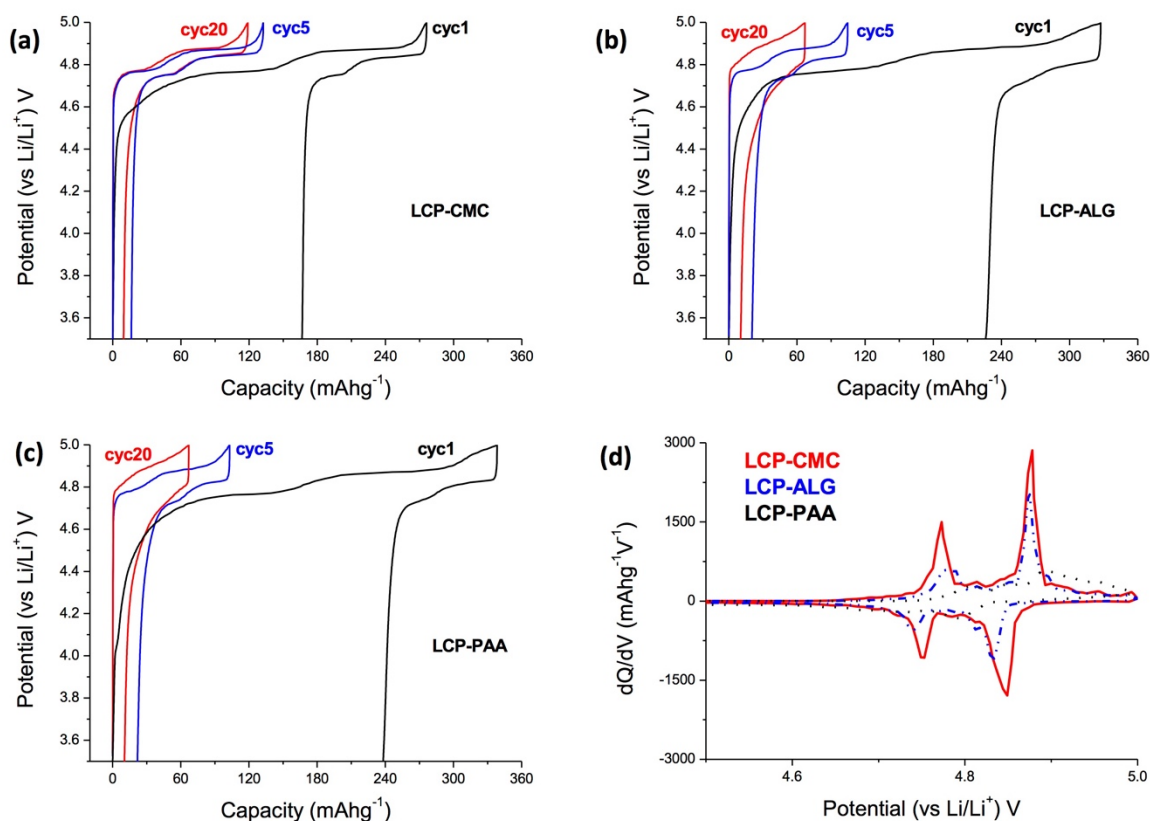 (a)
cyc20
cyc5
cyc1
5.0
4.8
4.6
4.4
4.2
4.0
3.8
3.6
Potential (vs Li/Li⁺) V
LCP-CMC
0
60
120
180
240
300
360
Capacity (mAhg⁻¹)
(b)
cyc20
cyc5
cyc1
5.0
4.8
4.6
4.4
4.2
4.0
3.8
3.6
Potential (vs Li/Li⁺) V
LCP-ALG
0
60
120
180
240
300
360
Capacity (mAhg⁻¹)
(c)
cyc20
cyc5
cyc1
5.0
4.8
4.6
4.4
4.2
4.0
3.8
3.6
Potential (vs Li/Li⁺) V
LCP-PAA
0
60
120
180
240
300
360
Capacity (mAhg⁻¹)
(d)
LCP-CMC
LCP-ALG
LCP-PAA
3000
1500
0
-1500
-3000
dQ/dV (mAhg⁻¹V⁻¹)
4.6
4.8
5.0
Potential (vs Li/Li⁺) V